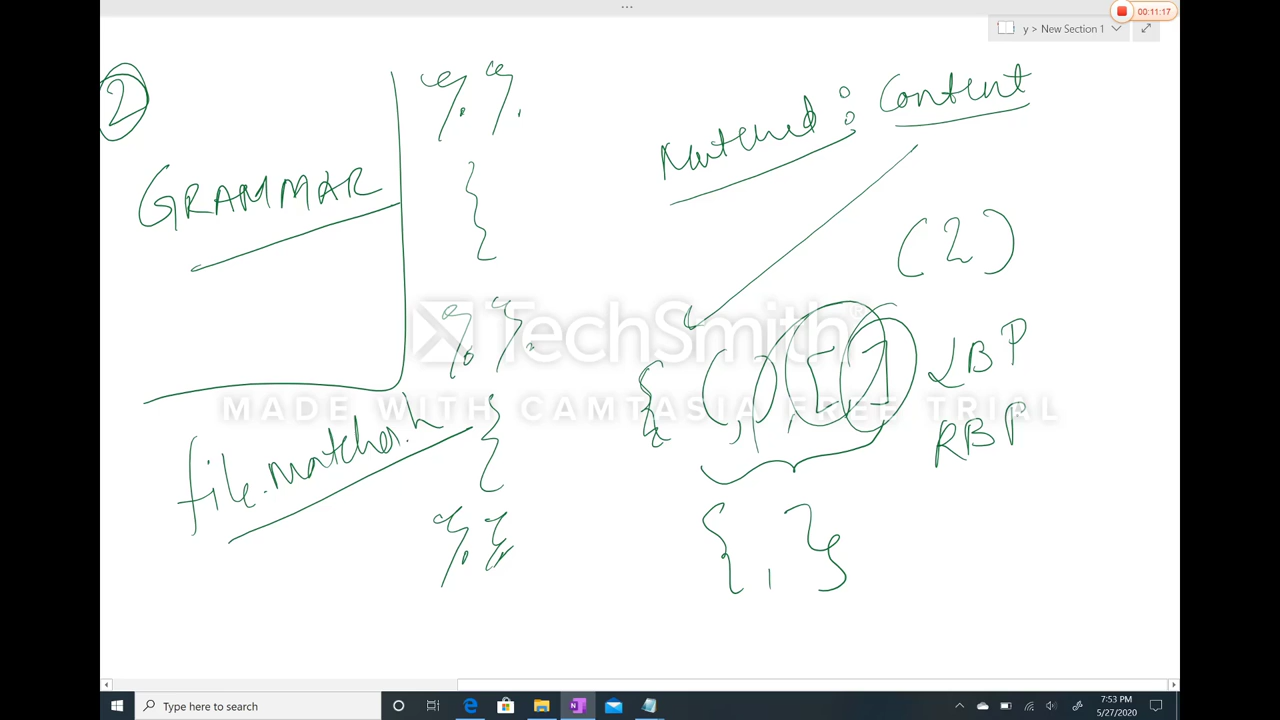 00:11:17
y > New Section 1
2
GRAMMAR
%%
{
%%
{
%%
file.matches.h
Matched : Content
(2)
{ ( , ) , [ ]
LBP
RBP
{ , }
TechSmith®
MADE WITH CAMTASIA FREE TRIAL
Type here to search
7:53 PM
5/27/2020